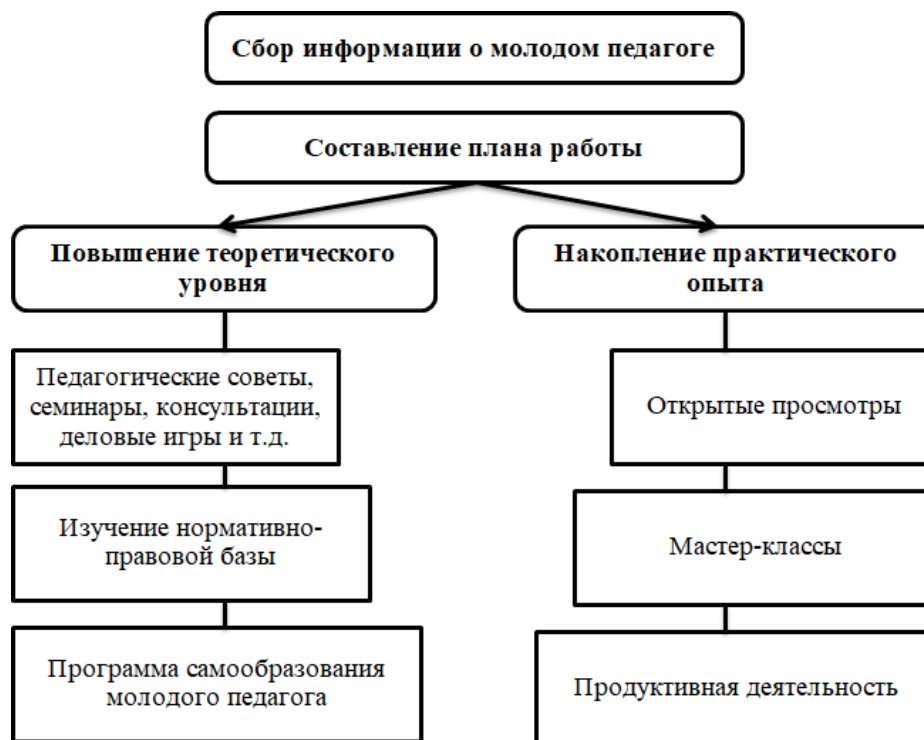 Сбор информации о молодом педагоге
Составление плана работы
Повышение теоретического
уровня
Накопление практического
опыта
Педагогические советы,
семинары, консультации,
деловые игры и т.д.
Открытые просмотры
Изучение нормативно-
правовой базы
Мастер-классы
Программа самообразования
молодого педагога
Продуктивная деятельность